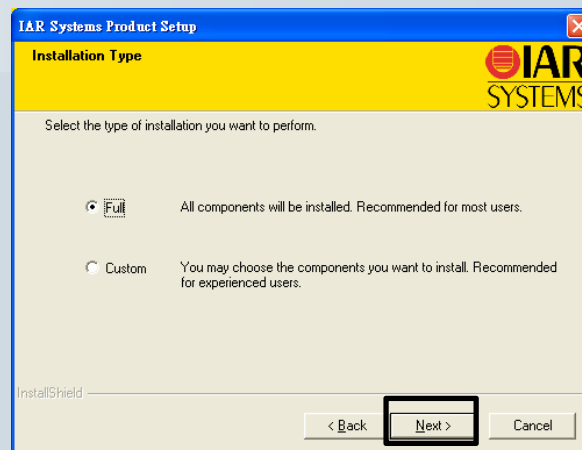 IAR Systems Product Setup
Installation Type
IAR
SYSTEMS
Select the type of installation you want to perform.
Full All components will be installed. Recommended for most users.
Custom You may choose the components you want to install. Recommended
for experienced users.
InstallShield
< Back Next > Cancel